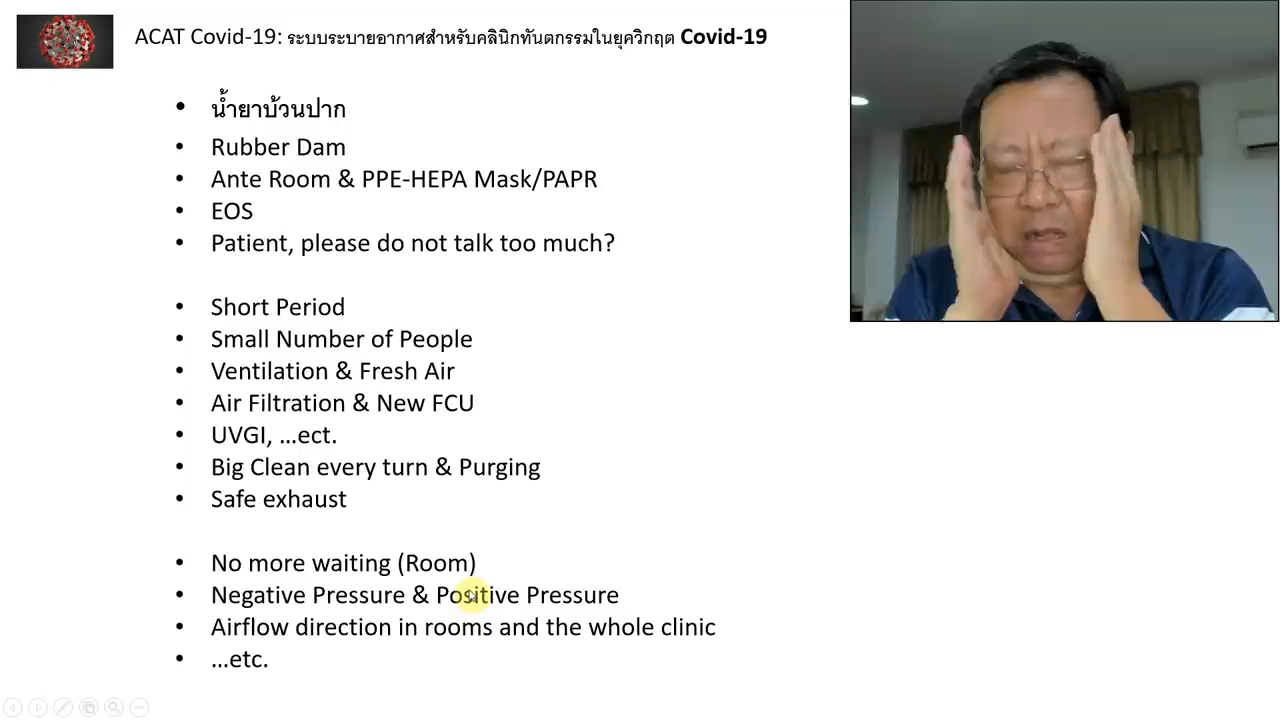 ACAT Covid-19: ระบบระบายอากาศสำหรับคลินิกทันตกรรมในยุควิกฤต Covid-19
• น้ำยาบ้วนปาก
• Rubber Dam
• Ante Room & PPE-HEPA Mask/PAPR
• EOS
• Patient, please do not talk too much?
• Short Period
• Small Number of People
• Ventilation & Fresh Air
• Air Filtration & New FCU
• UVGI, ...ect.
• Big Clean every turn & Purging
• Safe exhaust
• No more waiting (Room)
• Negative Pressure & Positive Pressure
• Airflow direction in rooms and the whole clinic
• ...etc.